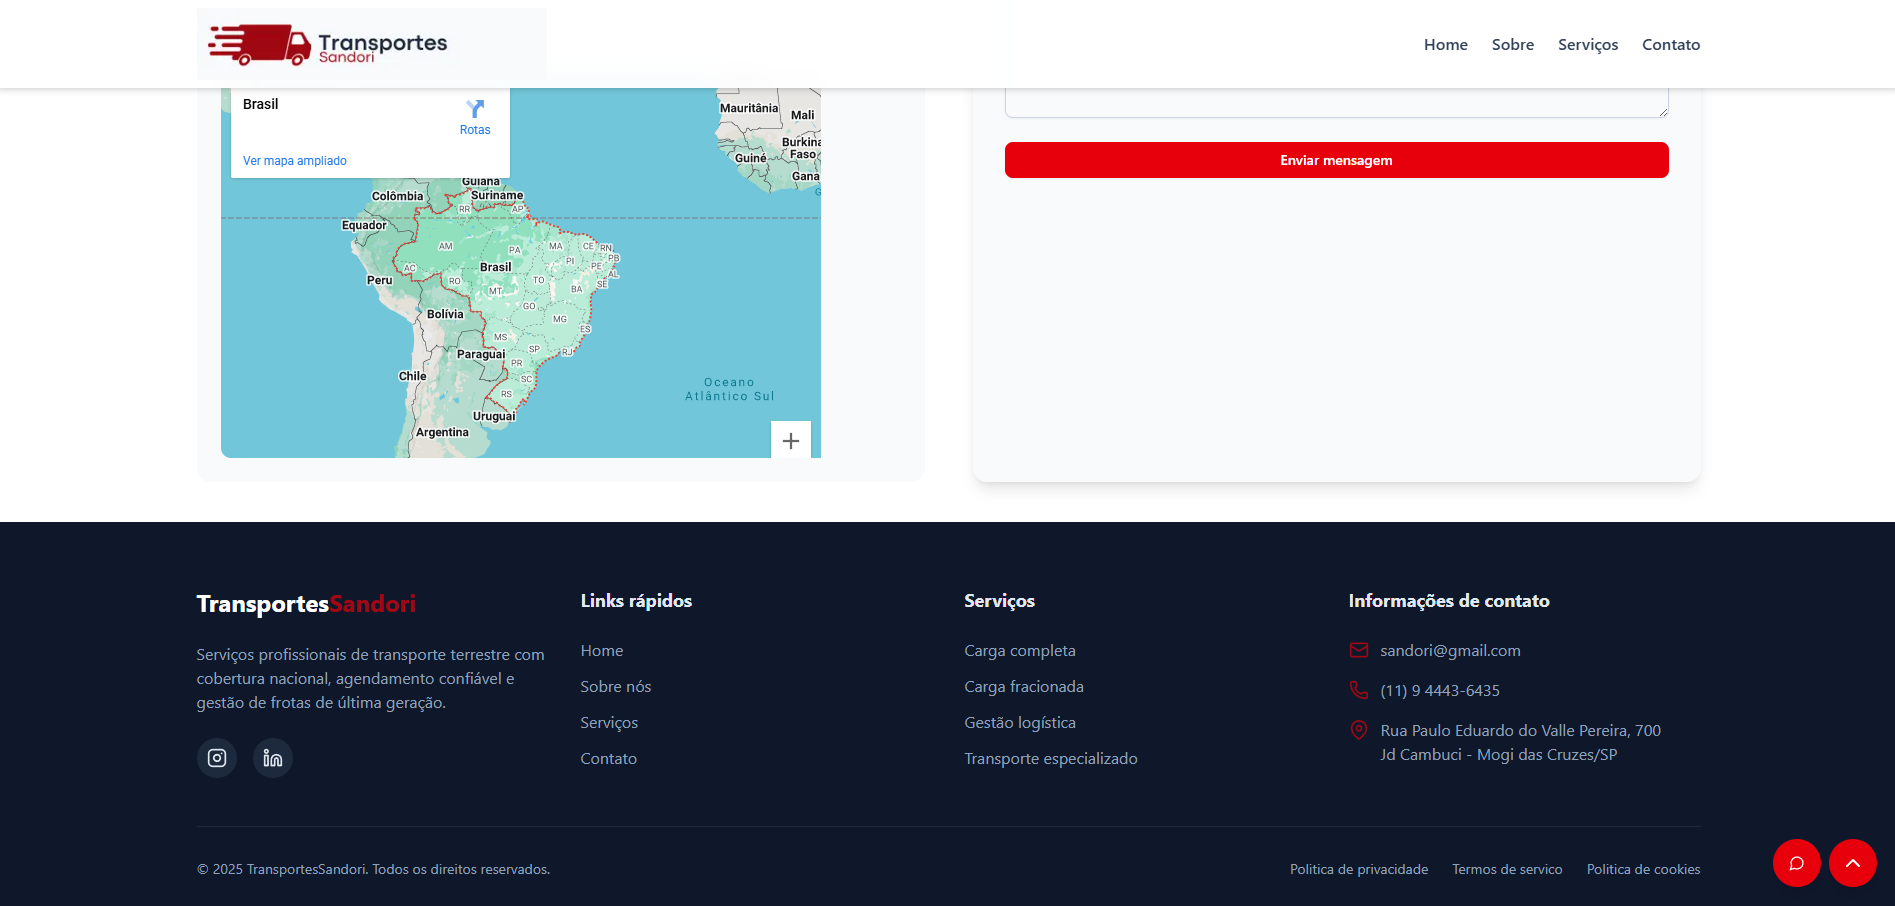 Transportes
Sandori
Home
Sobre
Serviços
Contato
Brasil
Rotas
Ver mapa ampliado
Mauritânia
Mali
Burkina
Faso
Guiné
Gana
Guiana
Suriname
Colômbia
RR
AP
Equador
AM
PA
MA
CE
RN
PB
PI
PE
AL
AC
Brasil
SE
Peru
RO
TO
MT
BA
GO
Bolívia
MG
ES
MS
SP
RJ
Paraguai
PR
Chile
SC
RS
Oceano
Atlântico Sul
Uruguai
Argentina
Enviar mensagem
TransportesSandori
Serviços profissionais de transporte terrestre com
cobertura nacional, agendamento confiável e
gestão de frotas de última geração.
Links rápidos
Home
Sobre nós
Serviços
Contato
Serviços
Carga completa
Carga fracionada
Gestão logística
Transporte especializado
Informações de contato
sandori@gmail.com
(11) 9 4443-6435
Rua Paulo Eduardo do Valle Pereira, 700
Jd Cambuci - Mogi das Cruzes/SP
© 2025 TransportesSandori. Todos os direitos reservados.
Politica de privacidade
Termos de servico
Politica de cookies